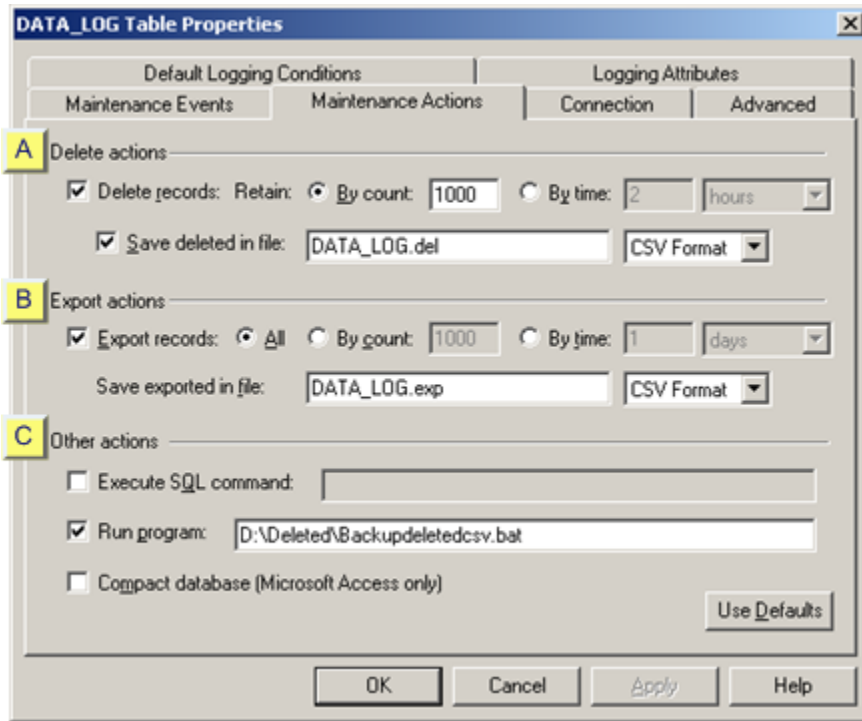 DATA_LOG Table Properties
Default Logging Conditions Logging Attributes
Maintenance Events Maintenance Actions Connection Advanced
A Delete actions
Delete records: Retain: By count: 1000 By time: 2 hours
Save deleted in file: DATA_LOG.del CSV Format
B Export actions
Export records: All By count: 1000 By time: 1 days
Save exported in file: DATA_LOG.exp CSV Format
C Other actions
Execute SQL command:
Run program: D:\Deleted\Backupdeletedcsv.bat
Compact database (Microsoft Access only)
Use Defaults
OK Cancel Apply Help